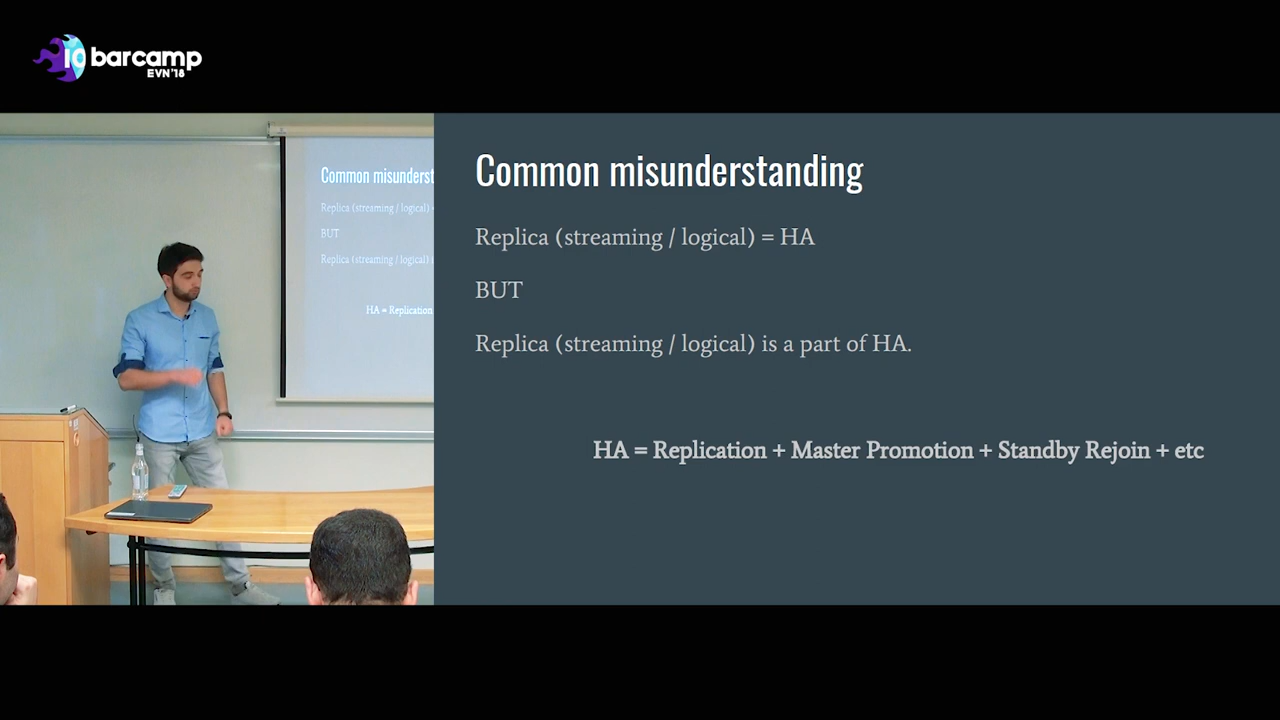 10 barcamp
EVN'18
Common misunderst
Replica (streaming / logical)
BUT
Replica (streaming / logical) i
HA = Replication
Common misunderstanding
Replica (streaming / logical) = HA
BUT
Replica (streaming / logical) is a part of HA.
HA = Replication + Master Promotion + Standby Rejoin + etc